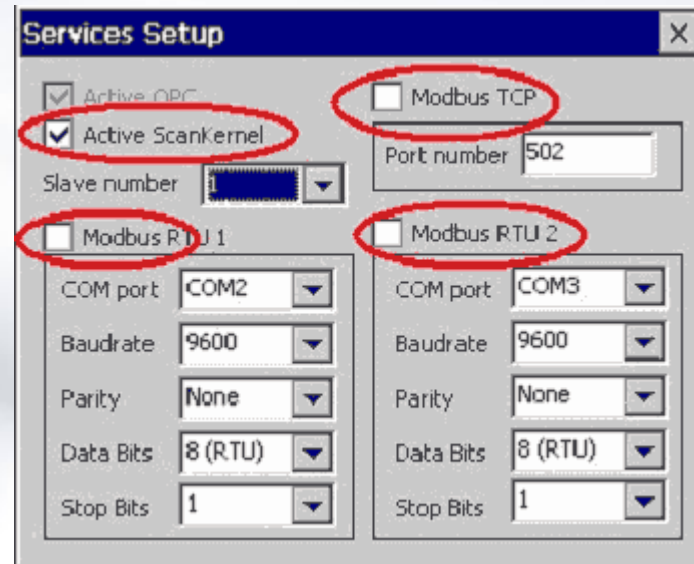 Services Setup
Active OPC
Modbus TCP
Active ScanKernel
Port number 502
Slave number 1
Modbus RTU 1
COM port COM2
Baudrate 9600
Parity None
Data Bits 8 (RTU)
Stop Bits 1
Modbus RTU 2
COM port COM3
Baudrate 9600
Parity None
Data Bits 8 (RTU)
Stop Bits 1